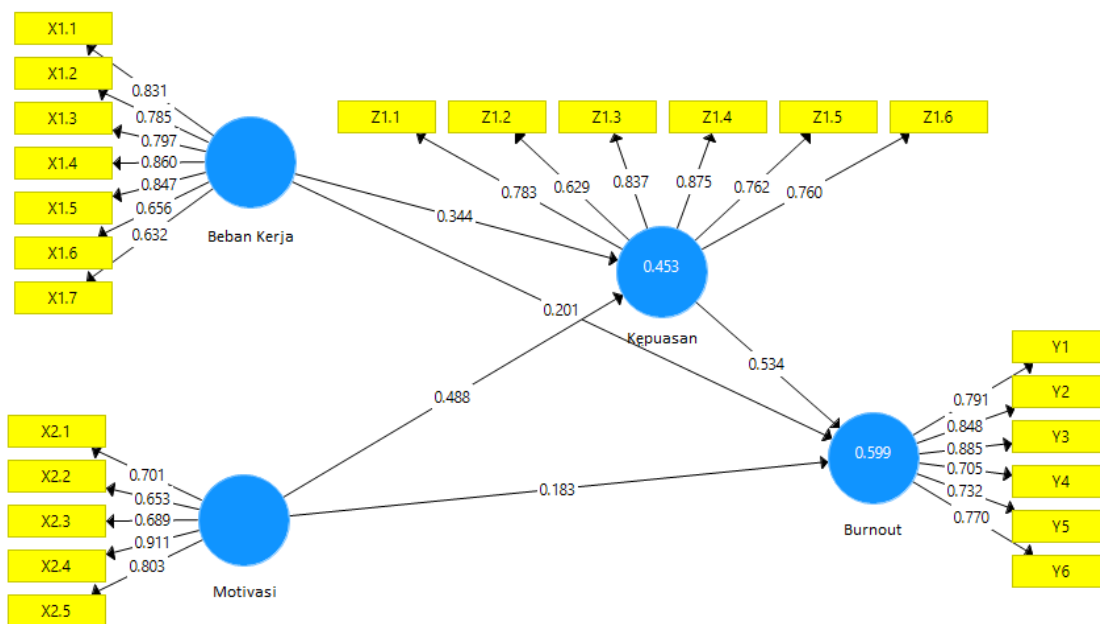 X1.1
X1.2
X1.3
X1.4
X1.5
X1.6
X1.7
0.831
0.785
0.797
0.860
0.847
0.656
0.632
Beban Kerja
Z1.1
Z1.2
Z1.3
Z1.4
Z1.5
Z1.6
0.783
0.629
0.837
0.875
0.762
0.760
0.344
0.453
Kepuasan
0.201
0.488
0.534
X2.1
X2.2
X2.3
X2.4
X2.5
0.701
0.653
0.689
0.911
0.803
Motivasi
0.183
0.599
Burnout
0.791
0.848
0.885
0.705
0.732
0.770
Y1
Y2
Y3
Y4
Y5
Y6